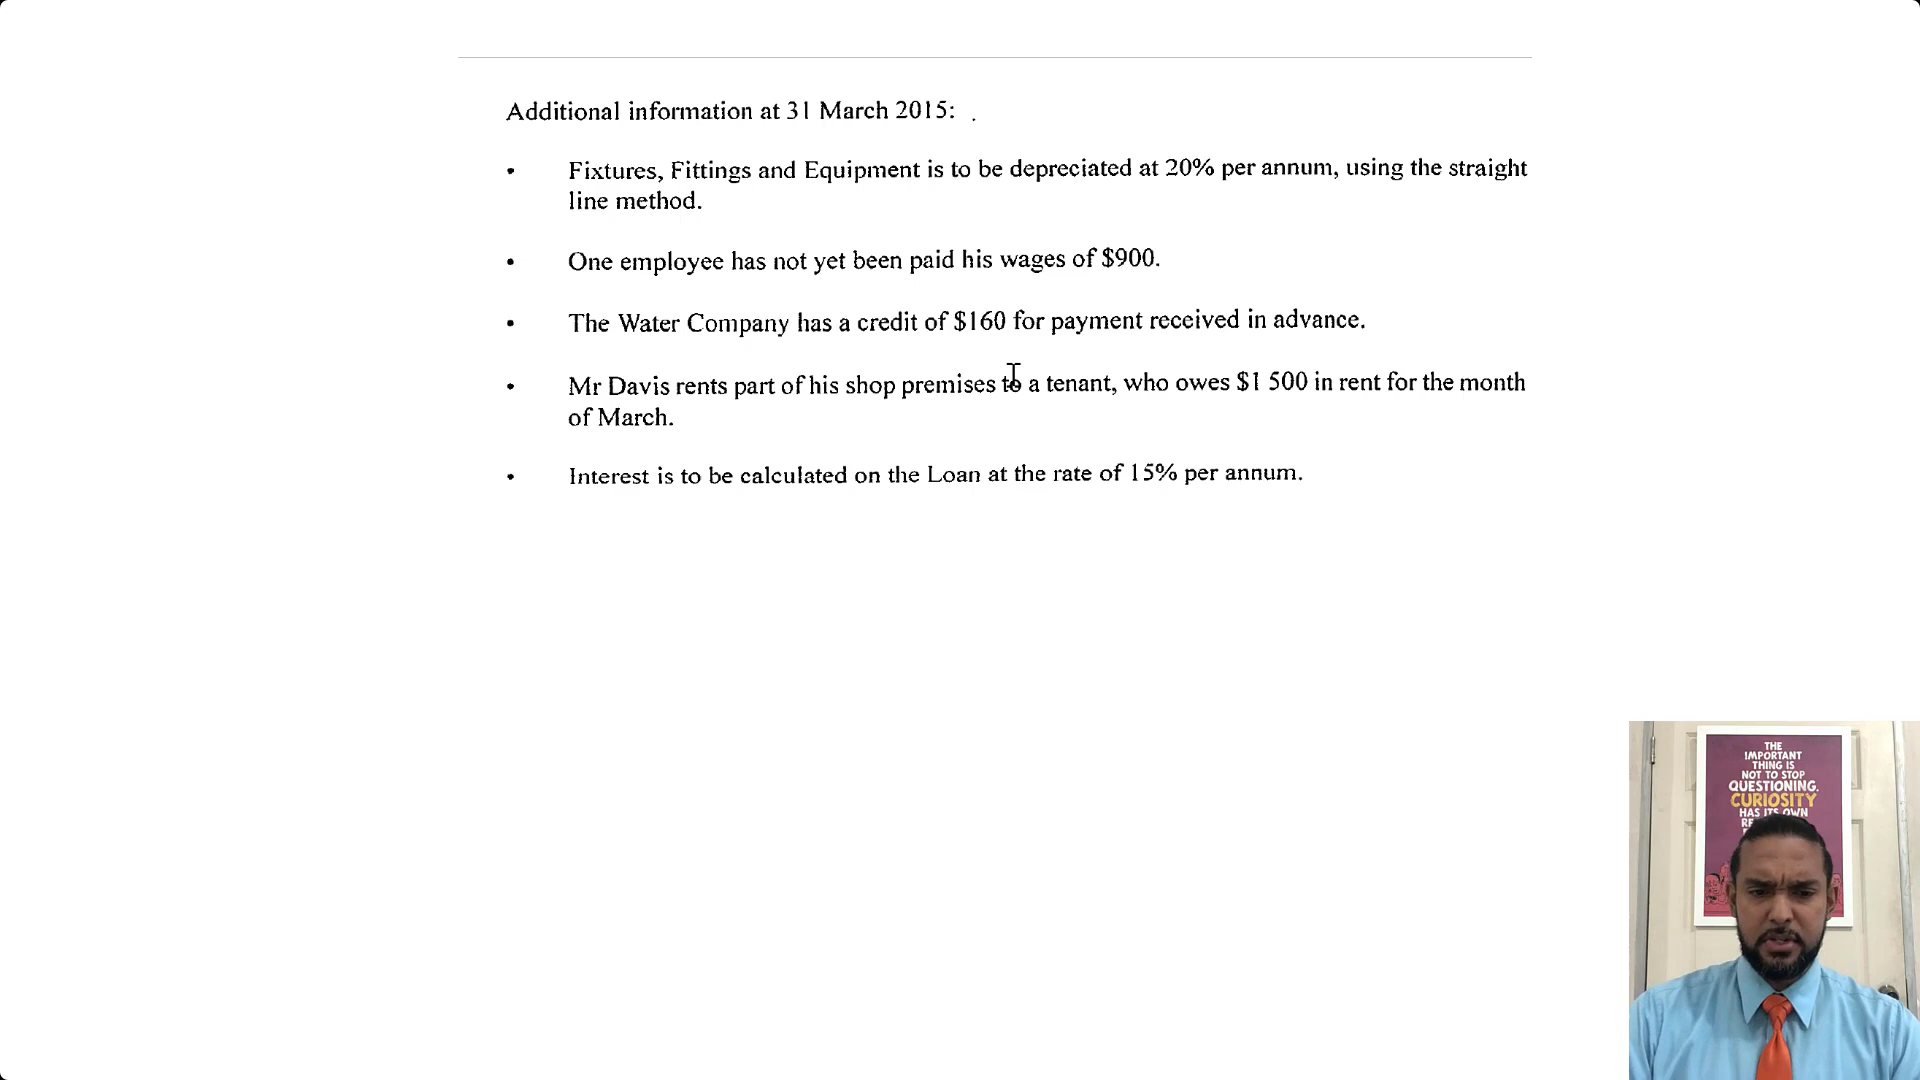 Additional information at 31 March 2015:
• Fixtures, Fittings and Equipment is to be depreciated at 20% per annum, using the straight
line method.
• One employee has not yet been paid his wages of $900.
• The Water Company has a credit of $160 for payment received in advance.
• Mr Davis rents part of his shop premises to a tenant, who owes $1 500 in rent for the month
of March.
• Interest is to be calculated on the Loan at the rate of 15% per annum.
THE
IMPORTANT
THING IS
NOT TO STOP
QUESTIONING.
CURIOSITY
HAS ITS OWN